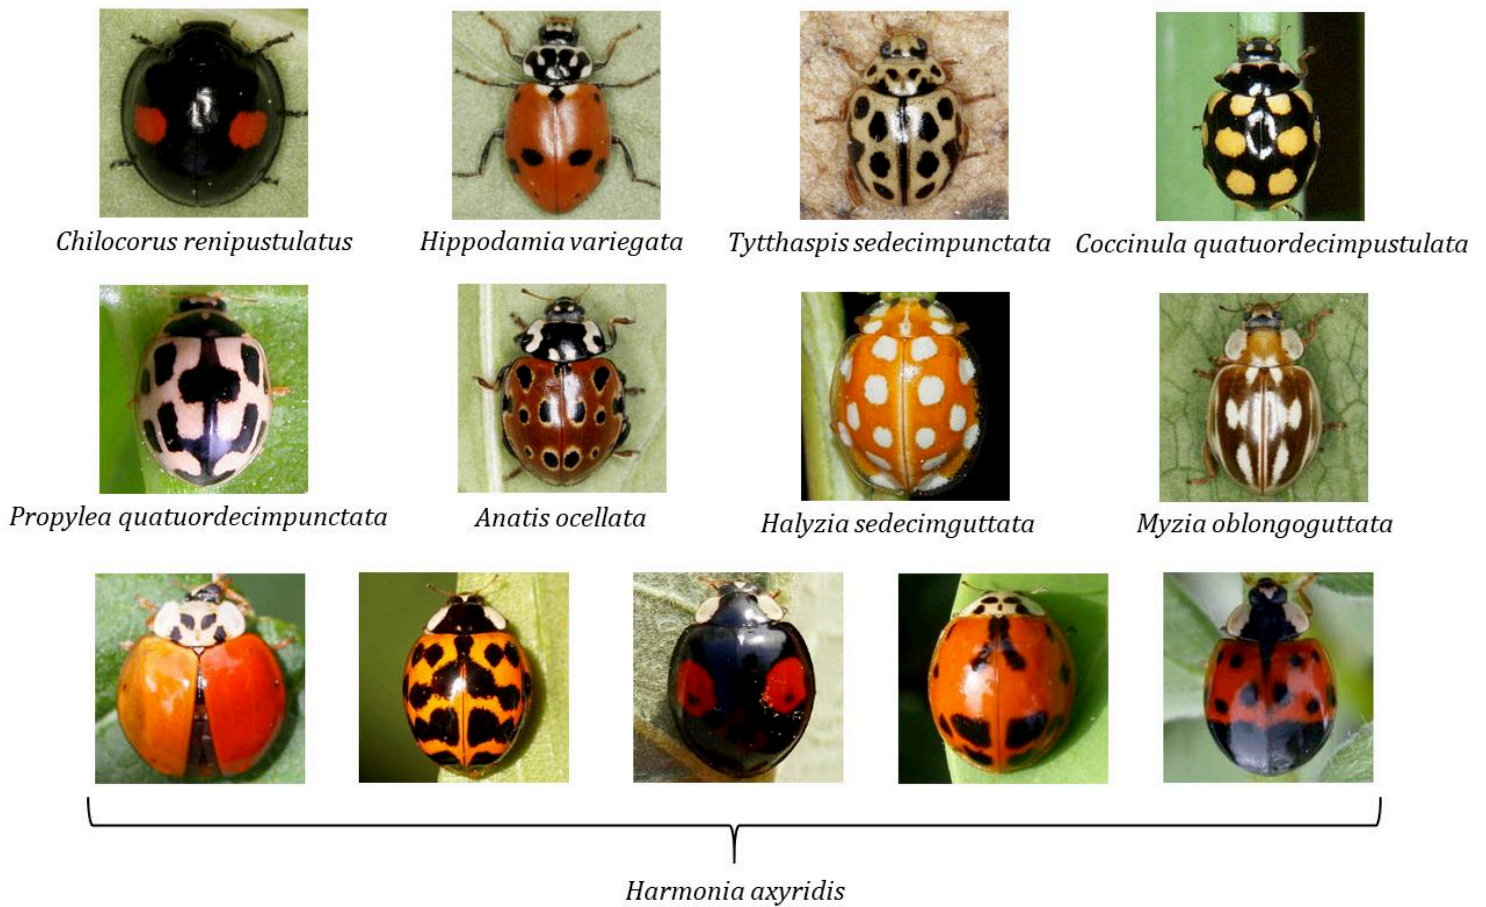 Chilocorus renipustulatus
Hippodamia variegata
Tytthaspis sedecimpunctata
Coccinula quatuordecimpustulata
Propylea quatuordecimpunctata
Anatis ocellata
Halyzia sedecimguttata
Myzia oblongoguttata
Harmonia axyridis